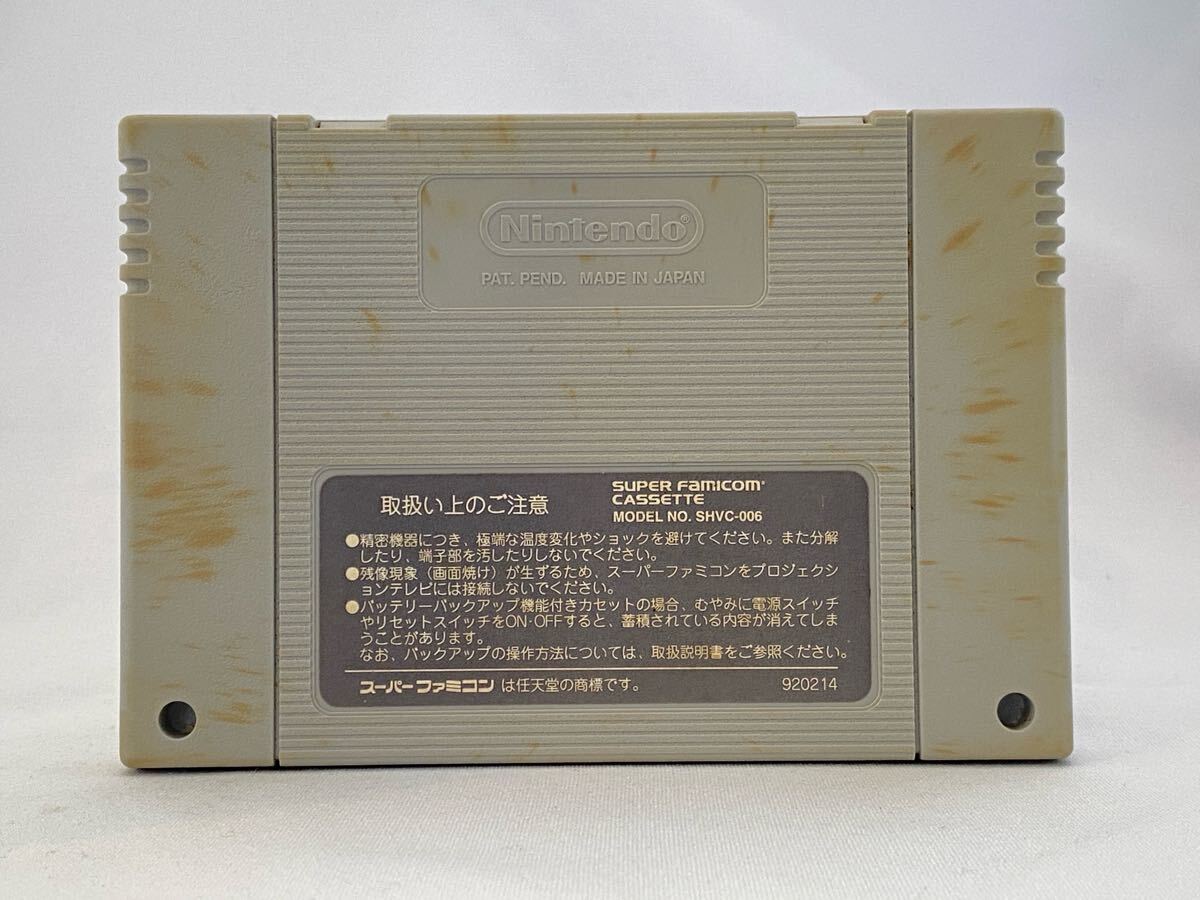 Nintendo®
PAT. PEND. MADE IN JAPAN
取扱い上のご注意
SUPER FAMICOM
CASSETTE
MODEL NO. SHVC-006
●精密機器につき、極端な温度変化やショックを避けてください。また分解
したり、端子部を汚したりしないでください。
●残像現象（画面焼け）が生ずるため、スーパーファミコンをプロジェクシ
ョンテレビには接続しないでください。
●バッテリーバックアップ機能付きカセットの場合、むやみに電源スイッチ
やリセットスイッチをON・OFFすると、蓄積されている内容が消えてしま
うことがあります。
なお、バックアップの操作方法については、取扱説明書をご参照ください。
スーパーファミコン は任天堂の商標です。
920214